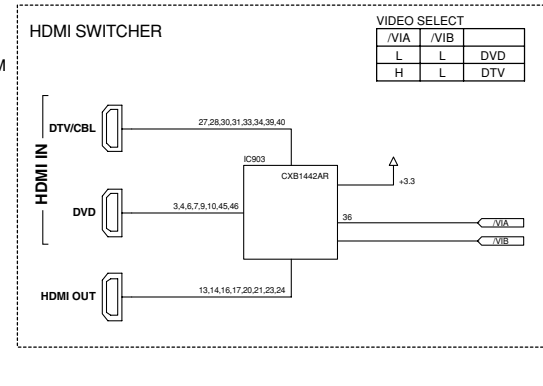 HDMI SWITCHER
VIDEO SELECT
/VIA /VIB
L L DVD
H L DTV
M
HDMI IN
DTV/CBL
27,28,30,31,33,34,39,40
IC903
CXB1442AR
+3.3
DVD
3,4,6,7,9,10,45,46
36
/VIA
/VIB
HDMI OUT
13,14,16,17,20,21,23,24